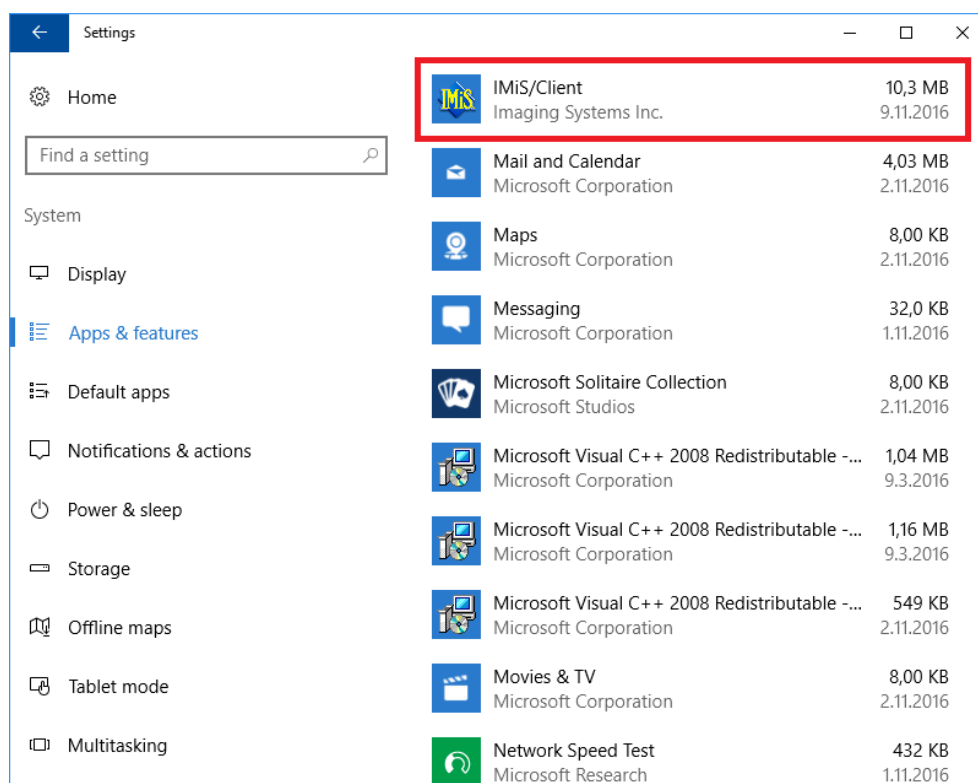 Settings
Home
Find a setting
System
Display
Apps & features
Default apps
Notifications & actions
Power & sleep
Storage
Offline maps
Tablet mode
Multitasking
IMiS
IMiS/Client 10,3 MB
Imaging Systems Inc. 9.11.2016
Mail and Calendar 4,03 MB
Microsoft Corporation 2.11.2016
Maps 8,00 KB
Microsoft Corporation 2.11.2016
Messaging 32,0 KB
Microsoft Corporation 1.11.2016
Microsoft Solitaire Collection 8,00 KB
Microsoft Studios 2.11.2016
Microsoft Visual C++ 2008 Redistributable -... 1,04 MB
Microsoft Corporation 9.3.2016
Microsoft Visual C++ 2008 Redistributable -... 1,16 MB
Microsoft Corporation 9.3.2016
Microsoft Visual C++ 2008 Redistributable -... 549 KB
Microsoft Corporation 2.11.2016
Movies & TV 8,00 KB
Microsoft Corporation 2.11.2016
Network Speed Test 432 KB
Microsoft Research 1.11.2016